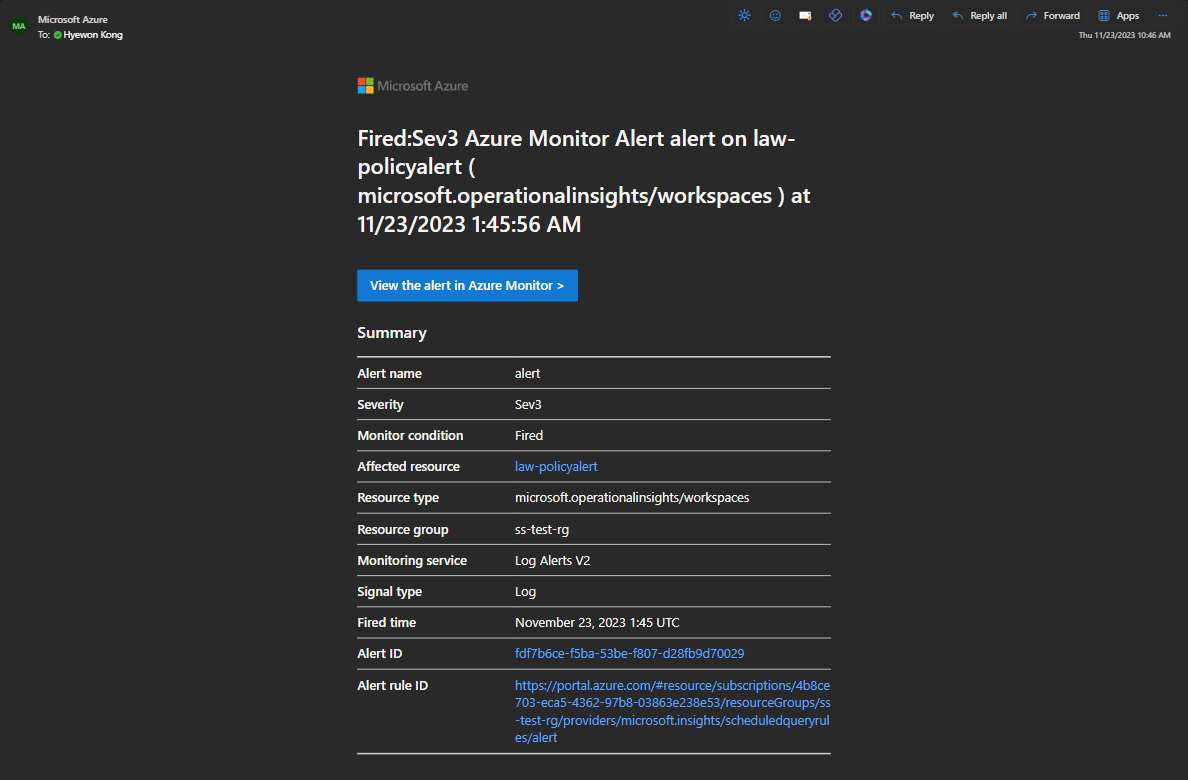 MA
Microsoft Azure
To: Hyewon Kong
Reply
Reply all
Forward
Apps
Thu 11/23/2023 10:46 AM
Microsoft Azure
Fired:Sev3 Azure Monitor Alert alert on law-
policyalert (
microsoft.operationalinsights/workspaces ) at
11/23/2023 1:45:56 AM
View the alert in Azure Monitor >
Summary
Alert name alert
Severity Sev3
Monitor condition Fired
Affected resource law-policyalert
Resource type microsoft.operationalinsights/workspaces
Resource group ss-test-rg
Monitoring service Log Alerts V2
Signal type Log
Fired time November 23, 2023 1:45 UTC
Alert ID fdf7b6ce-f5ba-53be-f807-d28fb9d70029
Alert rule ID https://portal.azure.com/#resource/subscriptions/4b8ce
703-eca5-4362-97b8-03863e238e53/resourceGroups/ss
-test-rg/providers/microsoft.insights/scheduledqueryrul
es/alert